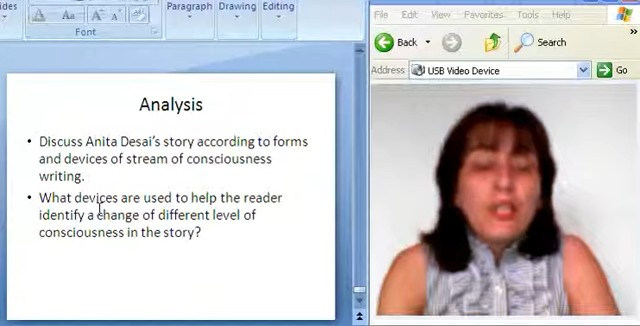 Paragraph
Drawing
Editing
Font
Analysis
• Discuss Anita Desai's story according to forms
and devices of stream of consciousness
writing.
• What devices are used to help the reader
identify a change of different level of
consciousness in the story?
File Edit View Favorites Tools Help
Back
Search
Address USB Video Device
Go